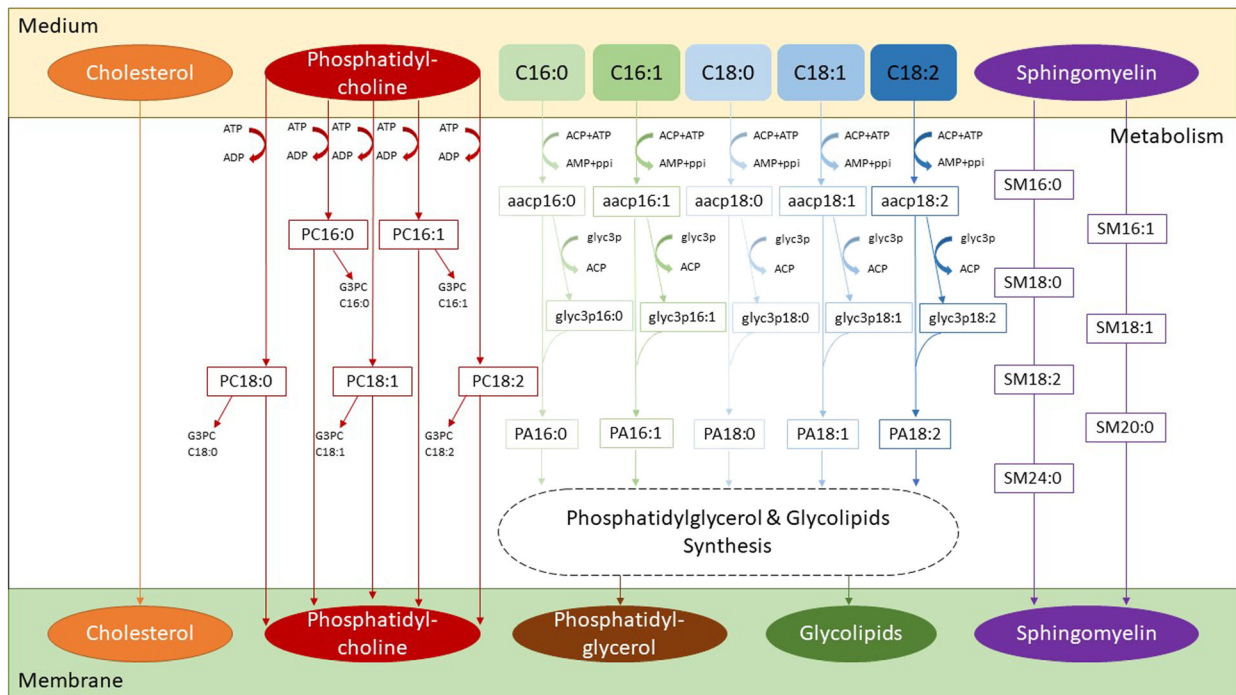 Medium
Cholesterol
Phosphatidyl-
choline
C16:0
C16:1
C18:0
C18:1
C18:2
Sphingomyelin
Metabolism
ATP
ADP
ATP
ADP
ATP
ADP
ATP
ADP
ATP
ADP
ACP+ATP
AMP+ppi
ACP+ATP
AMP+ppi
ACP+ATP
AMP+ppi
ACP+ATP
AMP+ppi
ACP+ATP
AMP+ppi
aacp16:0
aacp16:1
aacp18:0
aacp18:1
aacp18:2
SM16:0
SM16:1
PC16:0
PC16:1
glyc3p
ACP
glyc3p
ACP
glyc3p
ACP
glyc3p
ACP
glyc3p
ACP
G3PC
C16:0
G3PC
C16:1
SM18:0
glyc3p16:0
glyc3p16:1
glyc3p18:0
glyc3p18:1
glyc3p18:2
SM18:1
PC18:0
PC18:1
PC18:2
SM18:2
G3PC
C18:0
G3PC
C18:1
G3PC
C18:2
PA16:0
PA16:1
PA18:0
PA18:1
PA18:2
SM20:0
SM24:0
Phosphatidylglycerol & Glycolipids
Synthesis
Cholesterol
Phosphatidyl-
choline
Phosphatidyl-
glycerol
Glycolipids
Sphingomyelin
Membrane